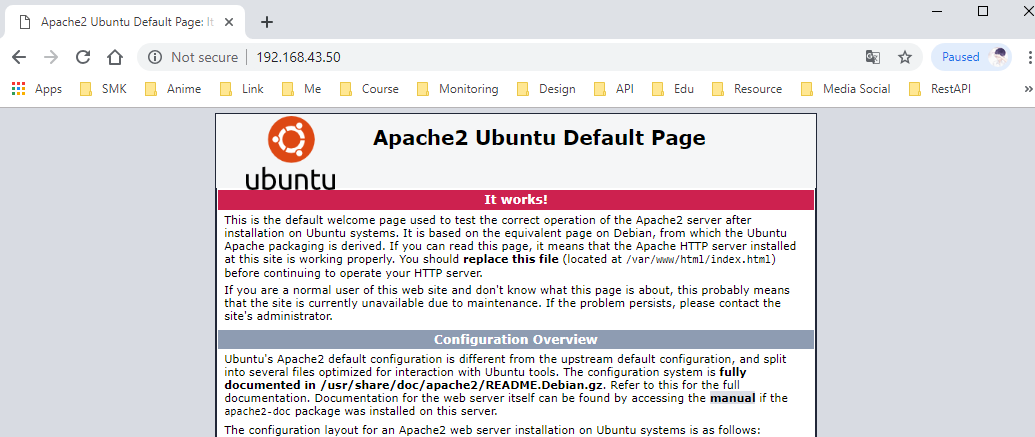 Apache2 Ubuntu Default Page: It
Not secure 192.168.43.50 Paused
Apps SMK Anime Link Me Course Monitoring Design API Edu Resource Media Social RestAPI »
ubuntu
Apache2 Ubuntu Default Page
It works!
This is the default welcome page used to test the correct operation of the Apache2 server after
installation on Ubuntu systems. It is based on the equivalent page on Debian, from which the Ubuntu
Apache packaging is derived. If you can read this page, it means that the Apache HTTP server installed
at this site is working properly. You should replace this file (located at /var/www/html/index.html)
before continuing to operate your HTTP server.
If you are a normal user of this web site and don't know what this page is about, this probably means
that the site is currently unavailable due to maintenance. If the problem persists, please contact the
site's administrator.
Configuration Overview
Ubuntu's Apache2 default configuration is different from the upstream default configuration, and split
into several files optimized for interaction with Ubuntu tools. The configuration system is fully
documented in /usr/share/doc/apache2/README.Debian.gz. Refer to this for the full
documentation. Documentation for the web server itself can be found by accessing the manual if the
apache2-doc package was installed on this server.
The configuration layout for an Apache2 web server installation on Ubuntu systems is as follows: